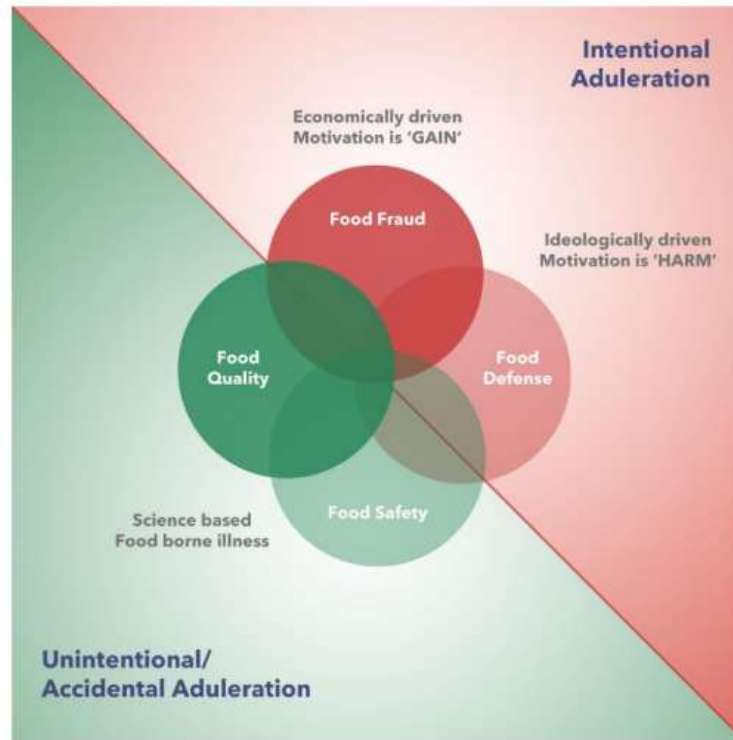 Intentional
Aduleration
Economically driven
Motivation is ‘GAIN’
Food Fraud
Ideologically driven
Motivation is ‘HARM’
Food
Quality
Food
Defense
Food Safety
Science based
Food borne illness
Unintentional/
Accidental Aduleration